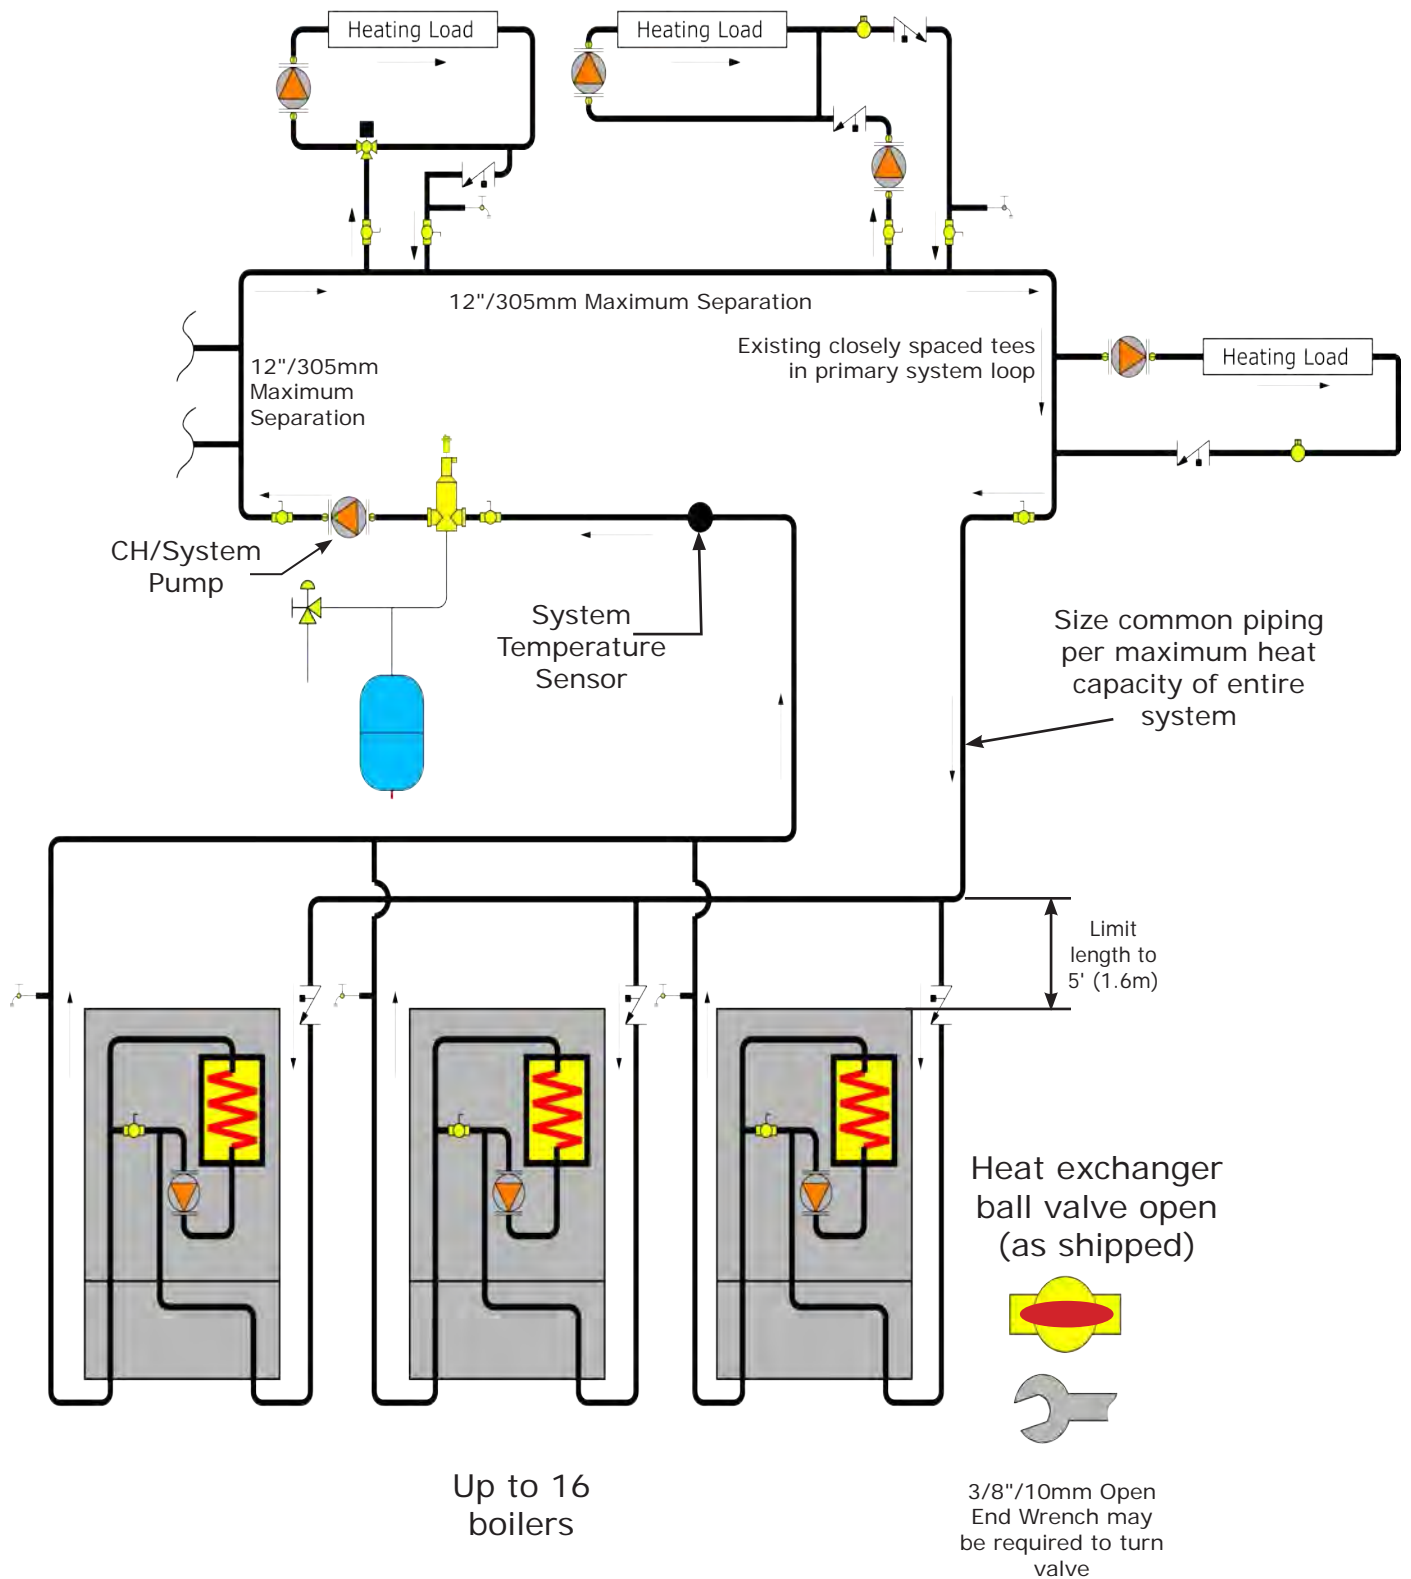 Heating Load
Heating Load
12"/305mm Maximum Separation
12"/305mm
Maximum
Separation
Existing closely spaced tees
in primary system loop
Heating Load
CH/System
Pump
System
Temperature
Sensor
Size common piping
per maximum heat
capacity of entire
system
Limit
length to
5' (1.6m)
Heat exchanger
ball valve open
(as shipped)
Up to 16
boilers
3/8"/10mm Open
End Wrench may
be required to turn
valve